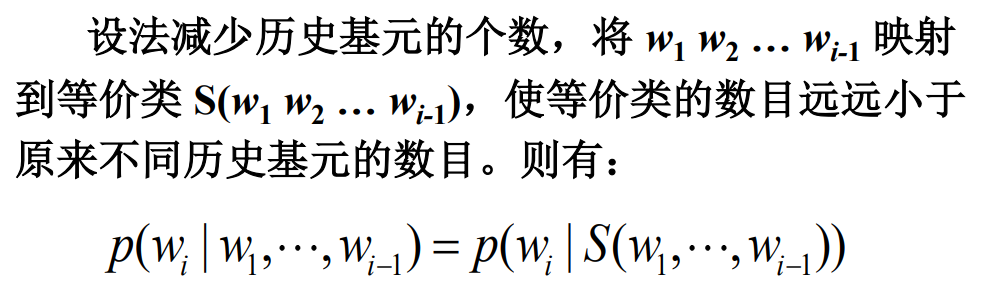 设法减少历史基元的个数，将 w₁ w₂ … wᵢ₋₁ 映射
到等价类 S(w₁ w₂ … wᵢ₋₁)，使等价类的数目远远小于
原来不同历史基元的数目。则有：
p(wᵢ | w₁,⋯,wᵢ₋₁) = p(wᵢ | S(w₁,⋯,wᵢ₋₁))